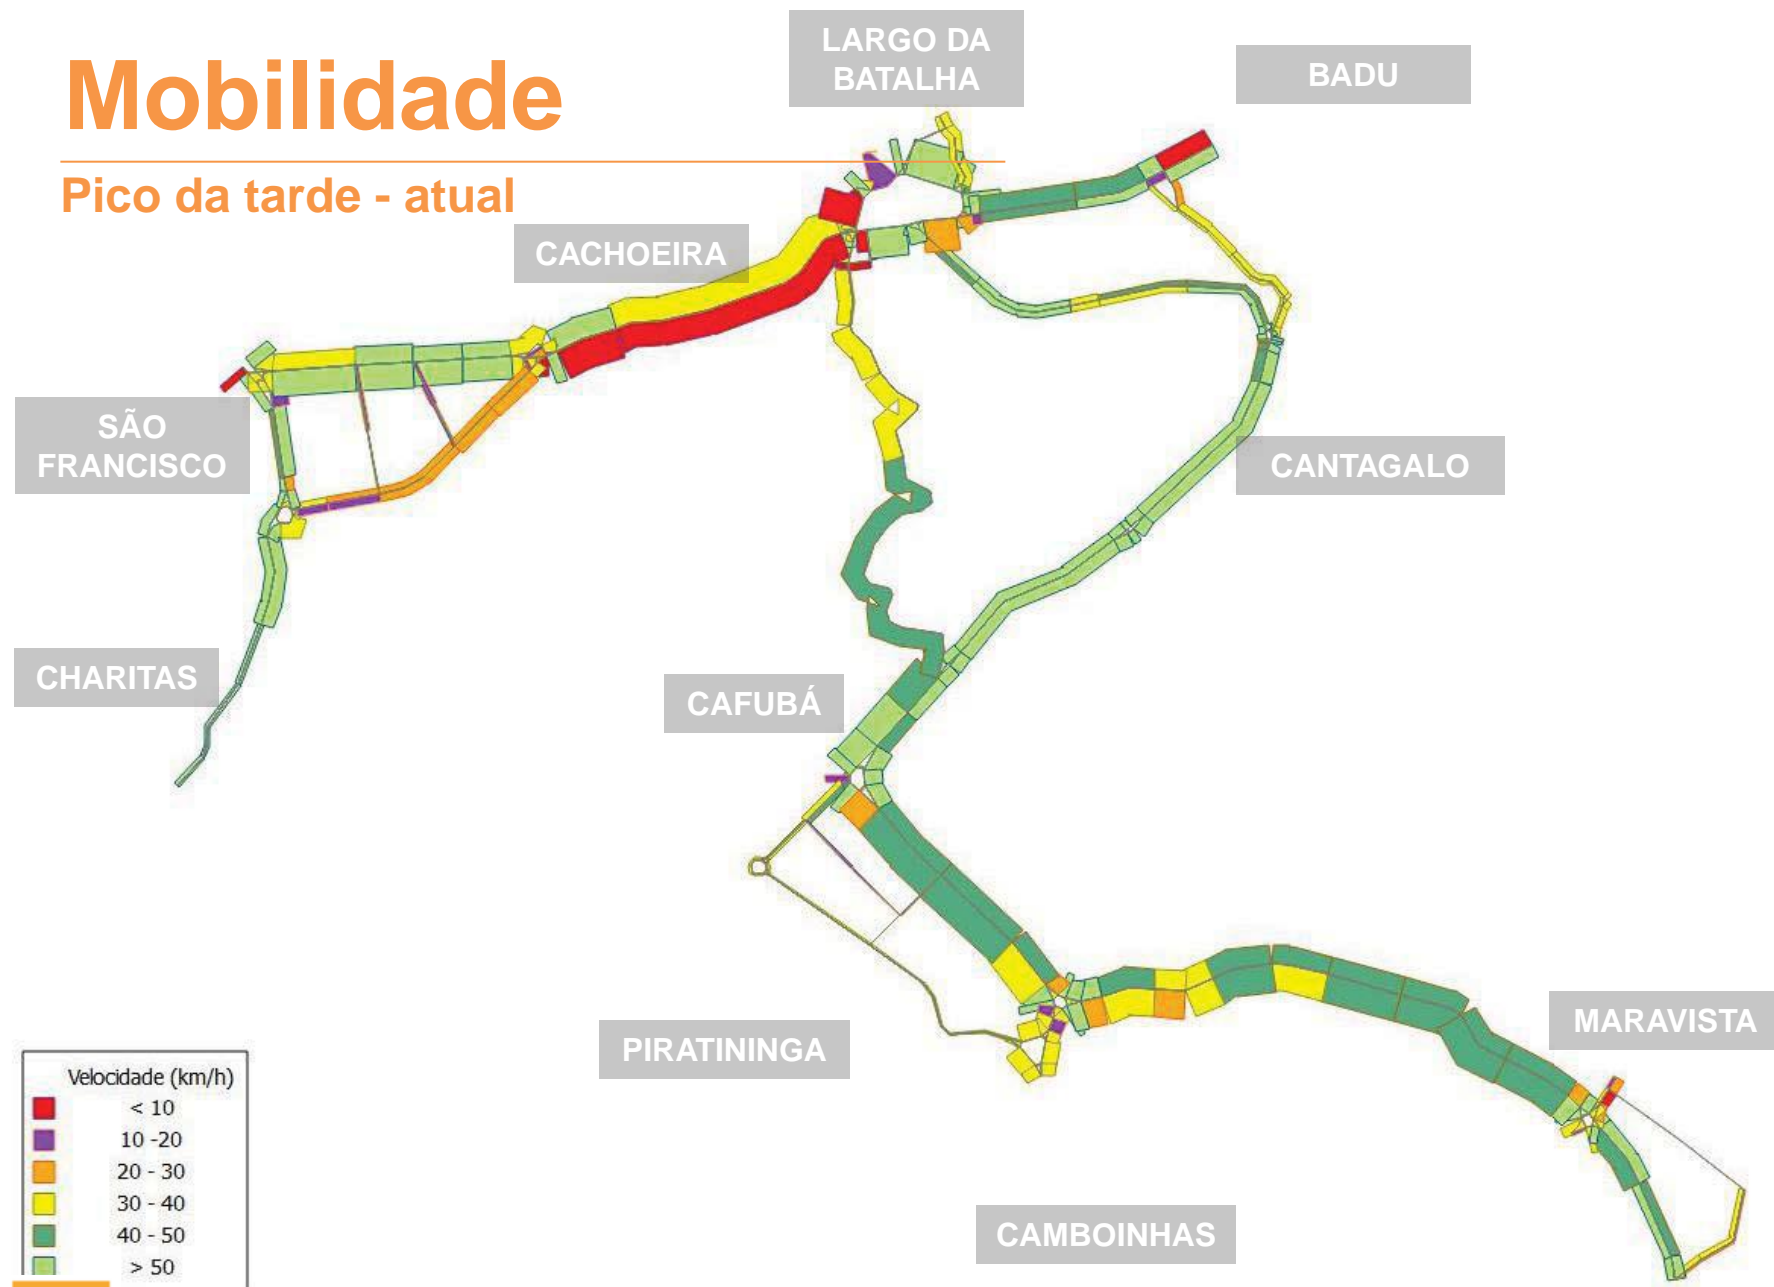 Mobilidade
Pico da tarde - atual
LARGO DA
BATALHA
BADU
CACHOEIRA
SÃO
FRANCISCO
CANTAGALO
CHARITAS
CAFUBÁ
MARAVISTA
PIRATININGA
CAMBOINHAS
Velocidade (km/h)
< 10
10 -20
20 - 30
30 - 40
40 - 50
> 50